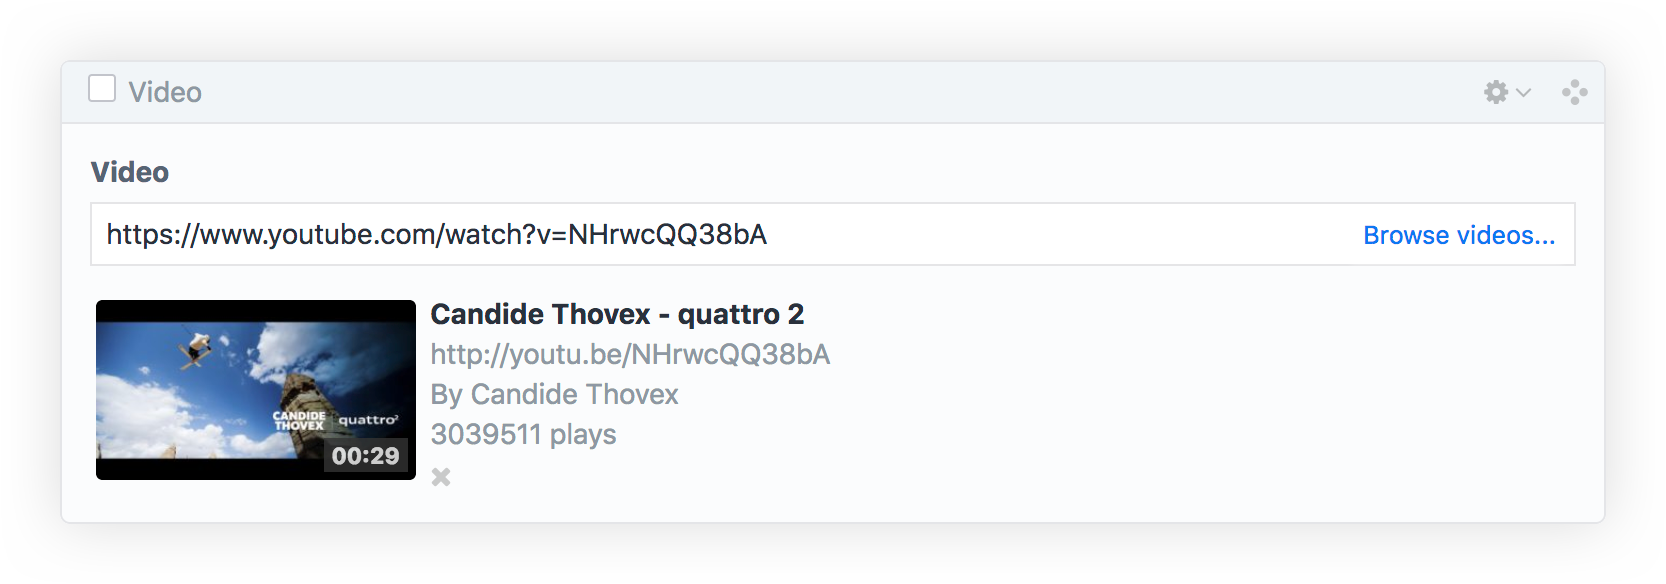 Video
Video
https://www.youtube.com/watch?v=NHrwcQQ38bA
Browse videos...
Candide Thovex - quattro 2
http://youtu.be/NHrwcQQ38bA
By Candide Thovex
3039511 plays
CANDIDE
THOVEX
quattro²
00:29